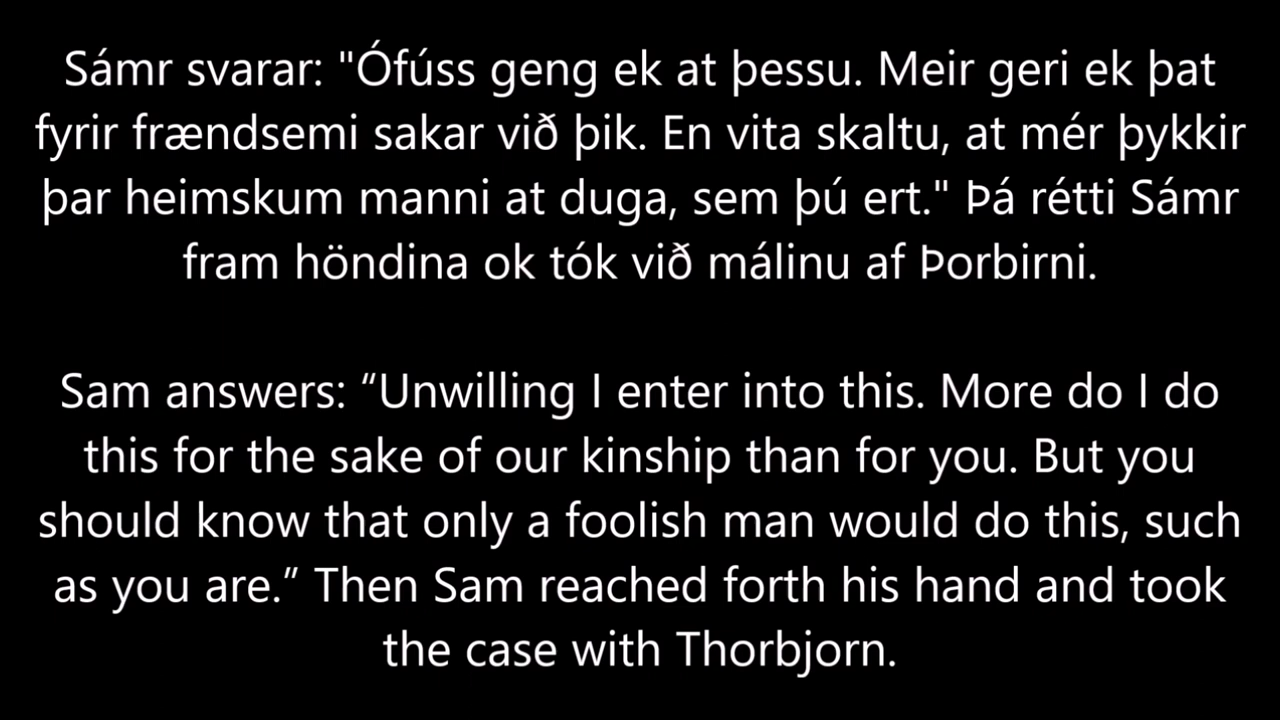 Sámr svarar: "Ófúss geng ek at þessu. Meir geri ek þat
fyrir frændsemi sakar við þik. En vita skaltu, at mér þykkir
þar heimskum manni at duga, sem þú ert." Þá rétti Sámr
fram höndina ok tók við málinu af Þorbirni.
Sam answers: “Unwilling I enter into this. More do I do
this for the sake of our kinship than for you. But you
should know that only a foolish man would do this, such
as you are.” Then Sam reached forth his hand and took
the case with Thorbjorn.